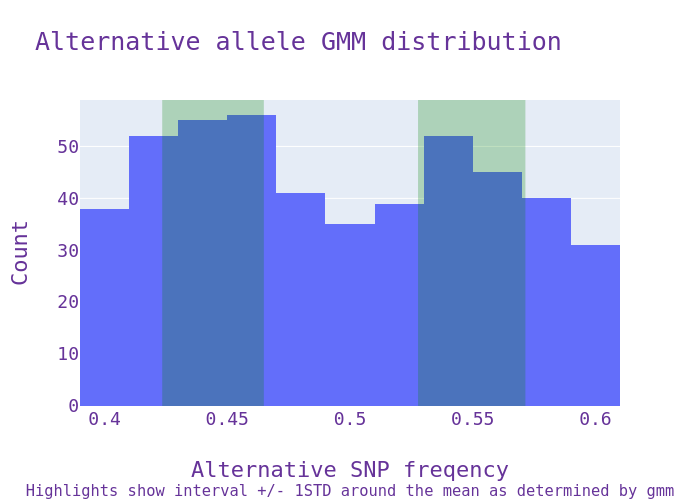 Alternative allele GMM distribution
50
40
30
20
10
0
Count
0.4
0.45
0.5
0.55
0.6
Alternative SNP freqency
Highlights show interval +/- 1STD around the mean as determined by gmm